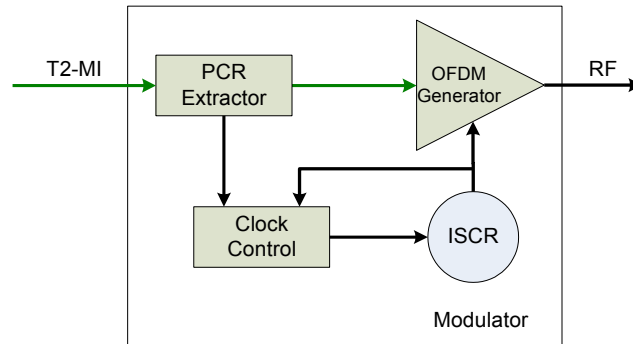 T2-MI
PCR
Extractor
OFDM
Generator
RF
Clock
Control
ISCR
Modulator